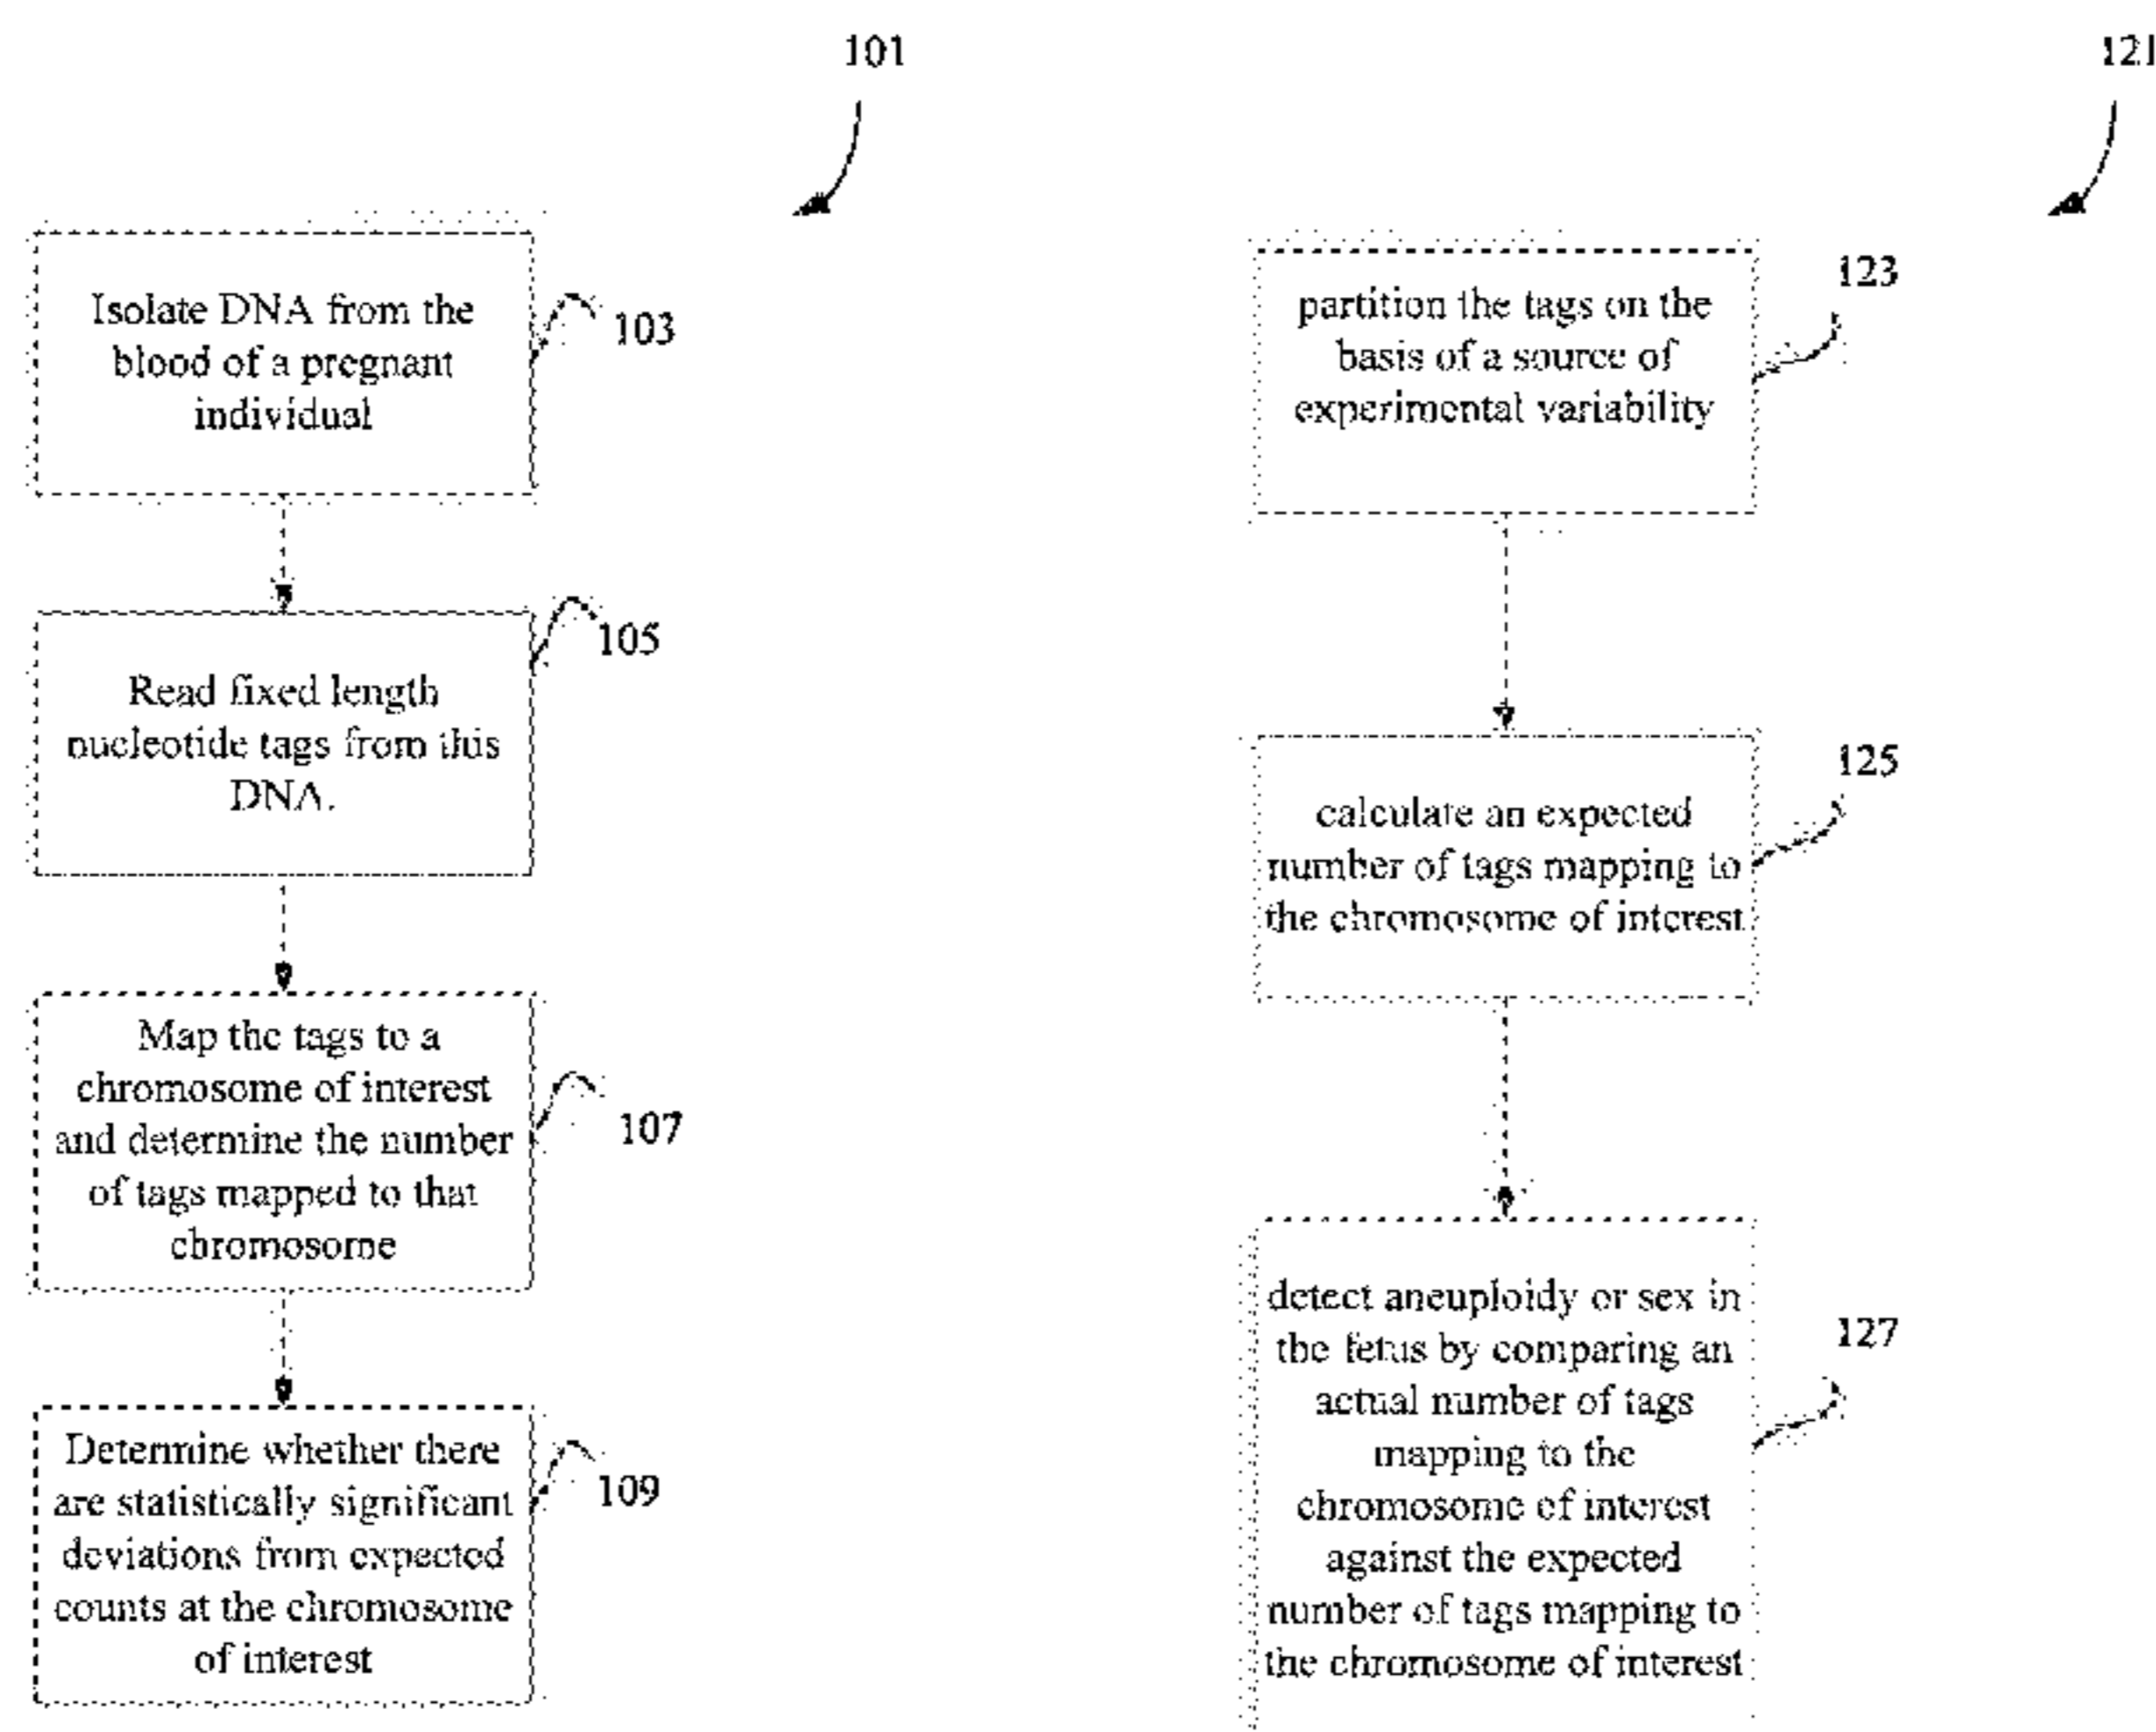 101
Isolate DNA from the
blood of a pregnant
individual
103
Read fixed length
nucleotide tags from this
DNA.
105
Map the tags to a
chromosome of interest
and determine the number
of tags mapped to that
chromosome
107
Determine whether there
are statistically significant
deviations from expected
counts at the chromosome
of interest
109
121
partition the tags on the
basis of a source of
experimental variability
123
calculate an expected
number of tags mapping to
the chromosome of interest
125
detect aneuploidy or sex in
the fetus by comparing an
actual number of tags
mapping to the
chromosome of interest
against the expected
number of tags mapping to
the chromosome of interest
127